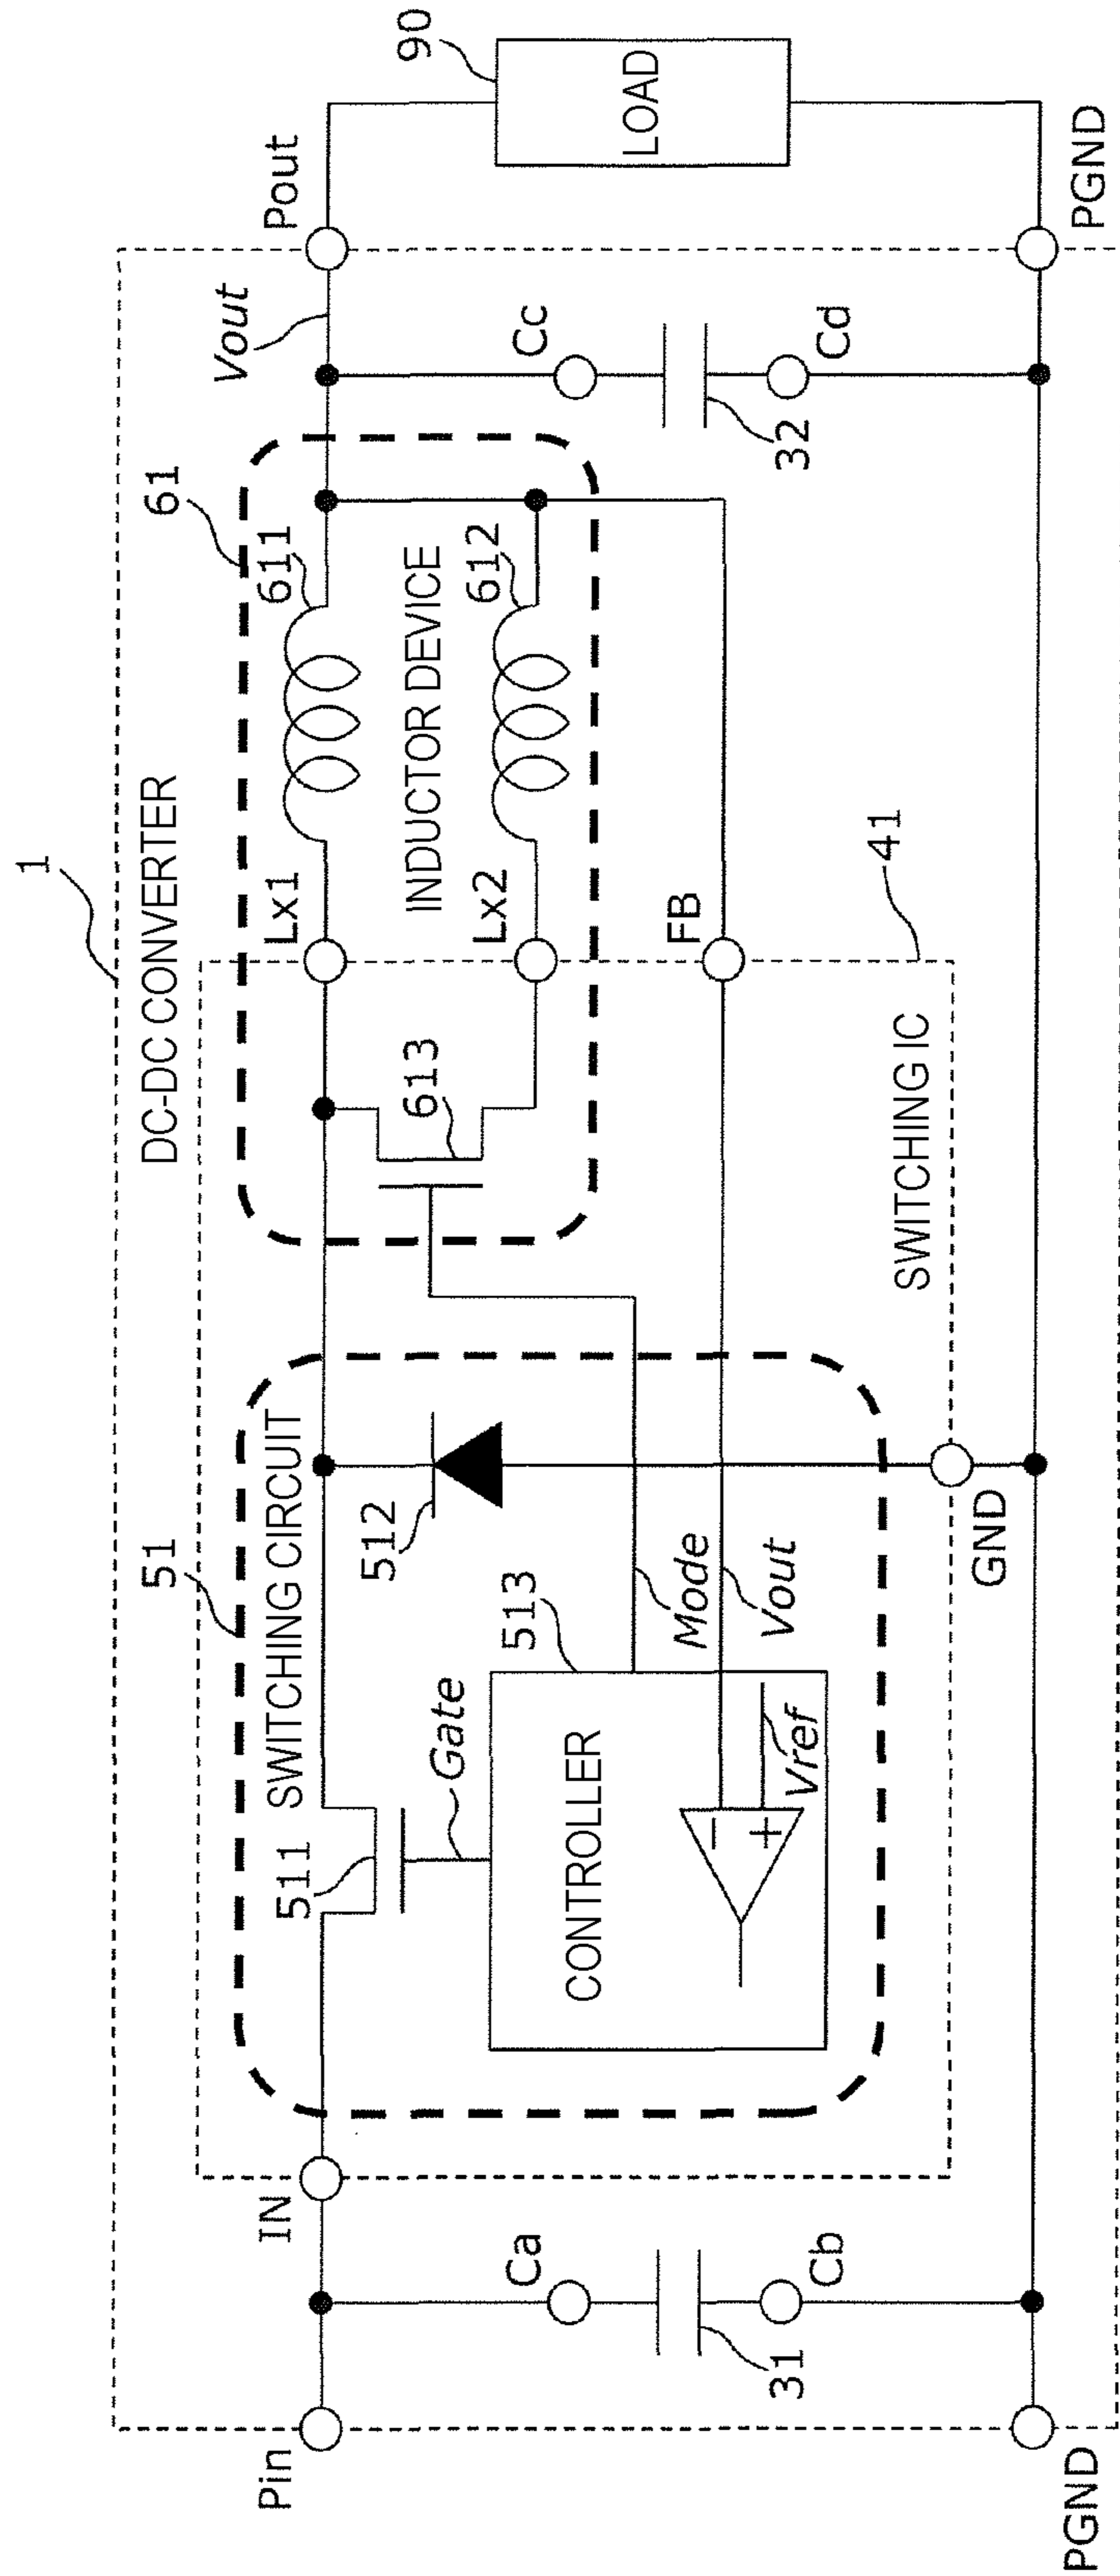 1
DC-DC CONVERTER
51
SWITCHING CIRCUIT
61
Vout
Pout
90
LOAD
Pin
IN
511
Gate
512
Lx1
611
613
INDUCTOR DEVICE
Lx2
612
Ca
Cb
31
CONTROLLER
513
−
+
Vref
Mode
Vout
FB
Cc
Cd
32
SWITCHING IC
41
GND
PGND
PGND